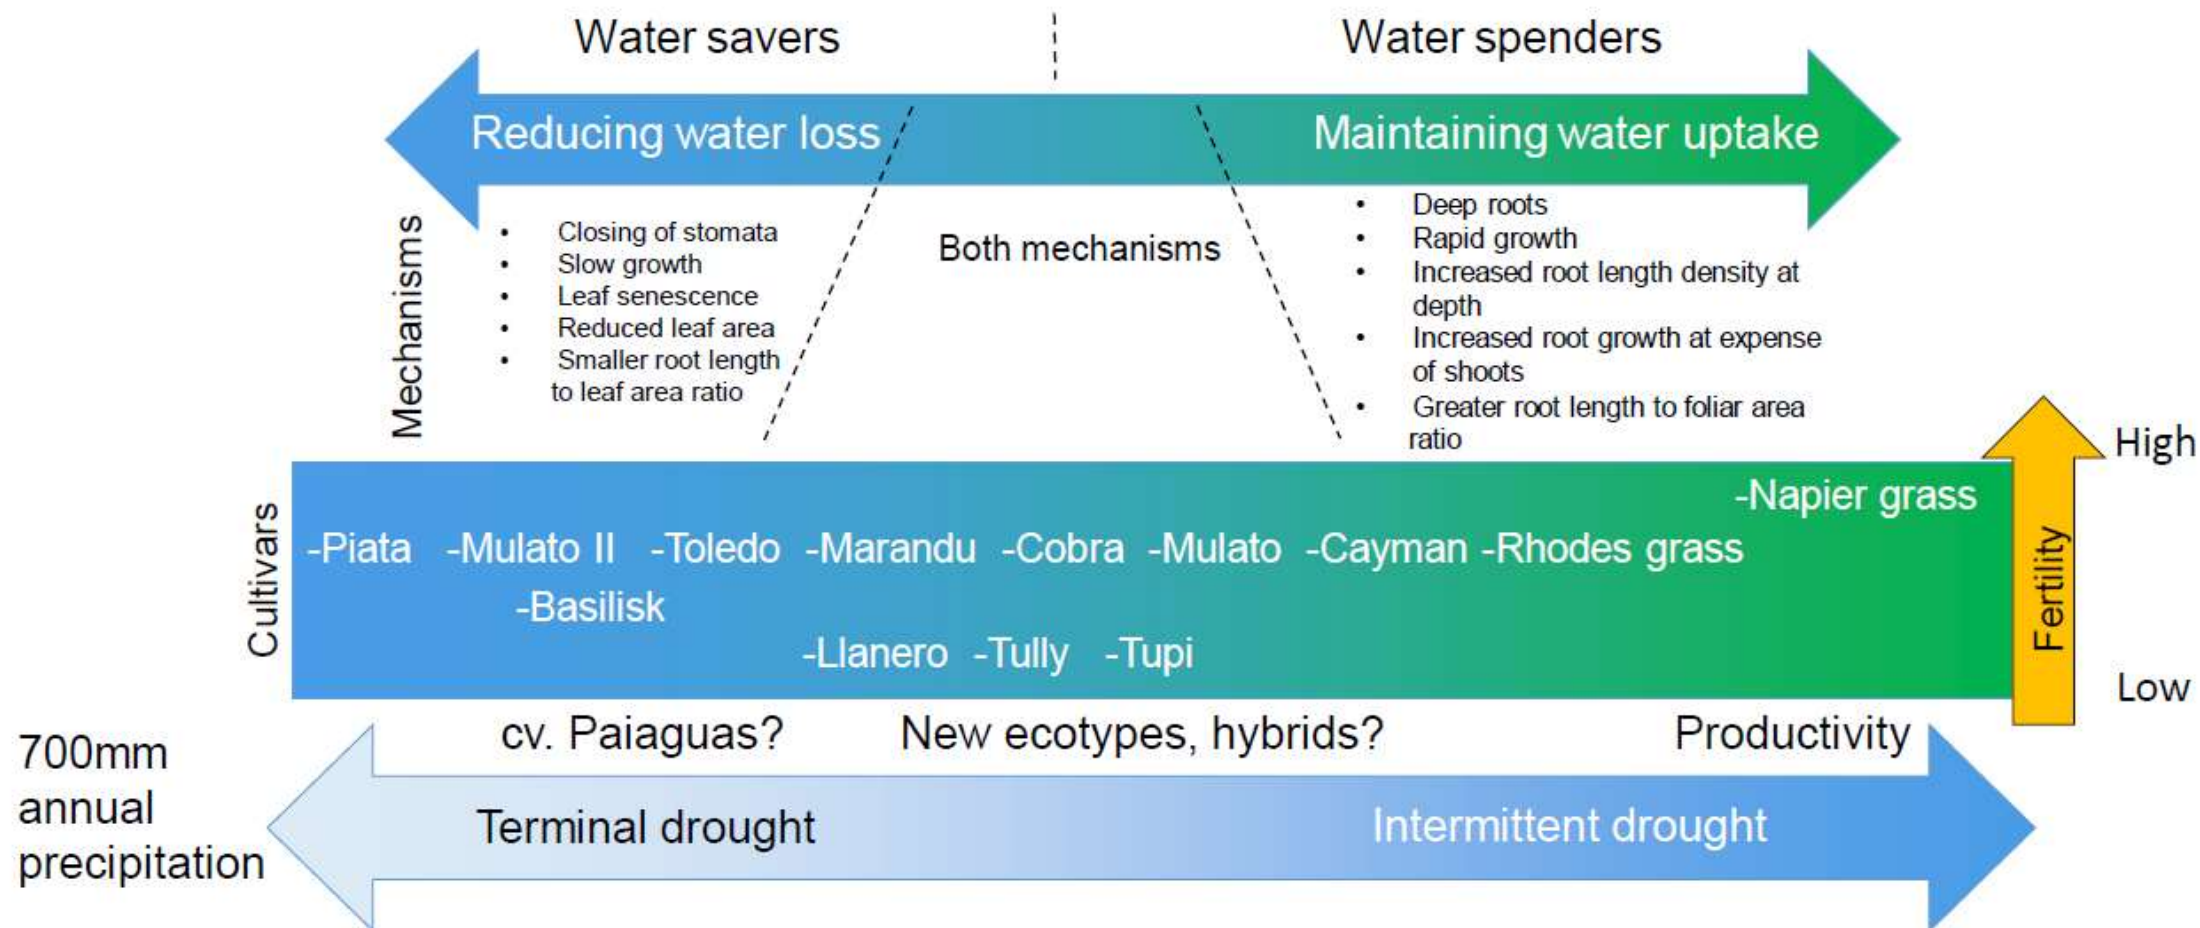 Water savers
Water spenders
Reducing water loss
Maintaining water uptake
Mechanisms
• Closing of stomata
• Slow growth
• Leaf senescence
• Reduced leaf area
• Smaller root length
to leaf area ratio
Both mechanisms
• Deep roots
• Rapid growth
• Increased root length density at
depth
• Increased root growth at expense
of shoots
• Greater root length to foliar area
ratio
Cultivars
-Napier grass
-Piata -Mulato II -Toledo -Marandu -Cobra -Mulato -Cayman -Rhodes grass
-Basilisk
-Llanero -Tully -Tupi
High
Fertility
Low
cv. Paiaguas? New ecotypes, hybrids? Productivity
700mm
annual
precipitation
Terminal drought
Intermittent drought